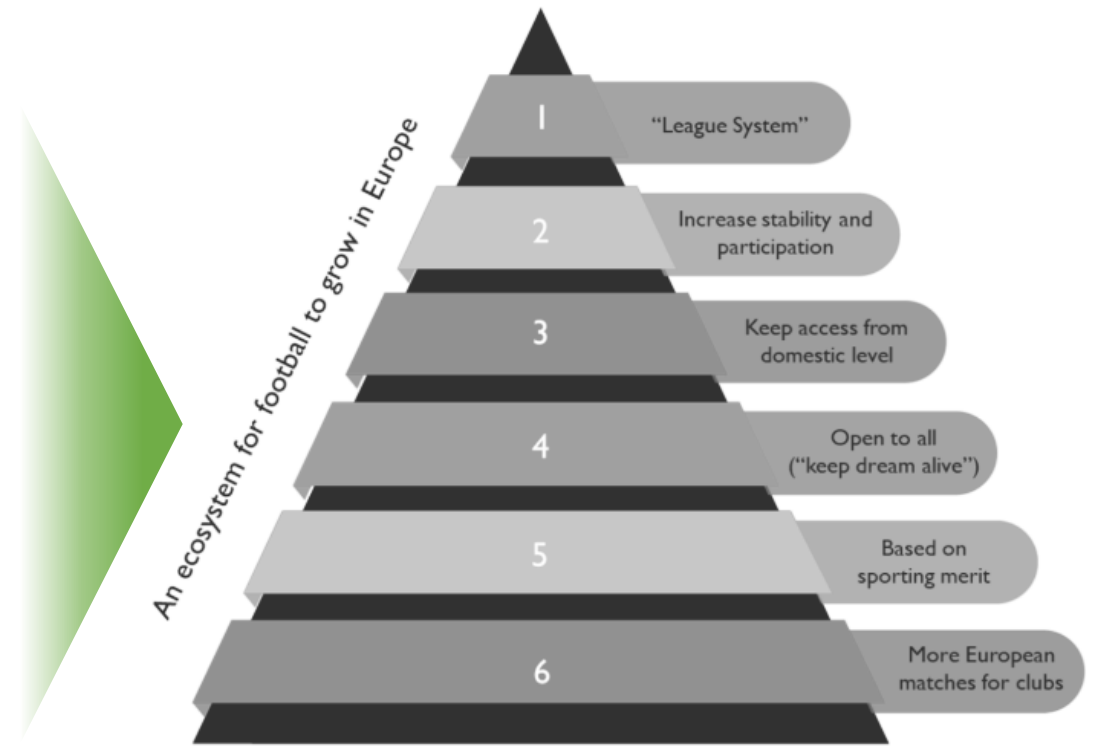 An ecosystem for football to grow in Europe
1
“League System”
2
Increase stability and
participation
3
Keep access from
domestic level
4
Open to all
(“keep dream alive”)
5
Based on
sporting merit
6
More European
matches for clubs